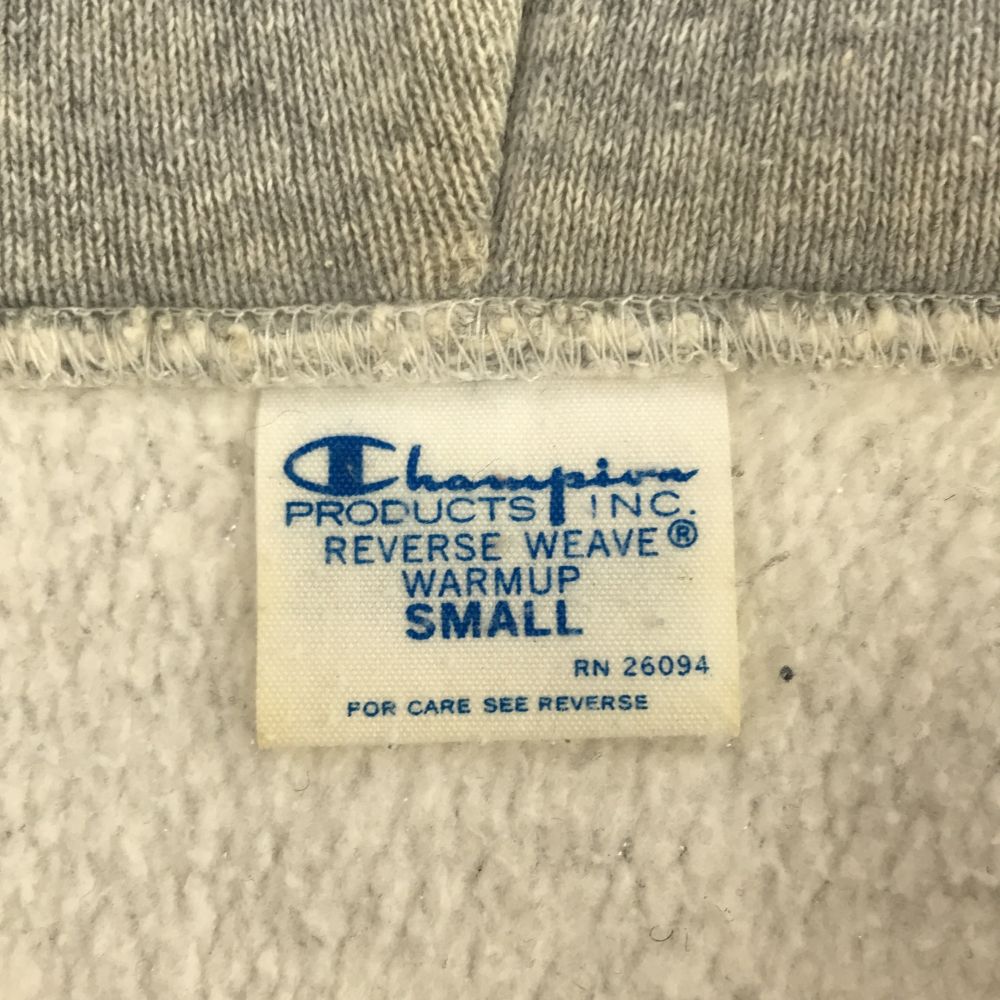 Champion
PRODUCTS INC.
REVERSE WEAVE®
WARMUP
SMALL
RN 26094
FOR CARE SEE REVERSE